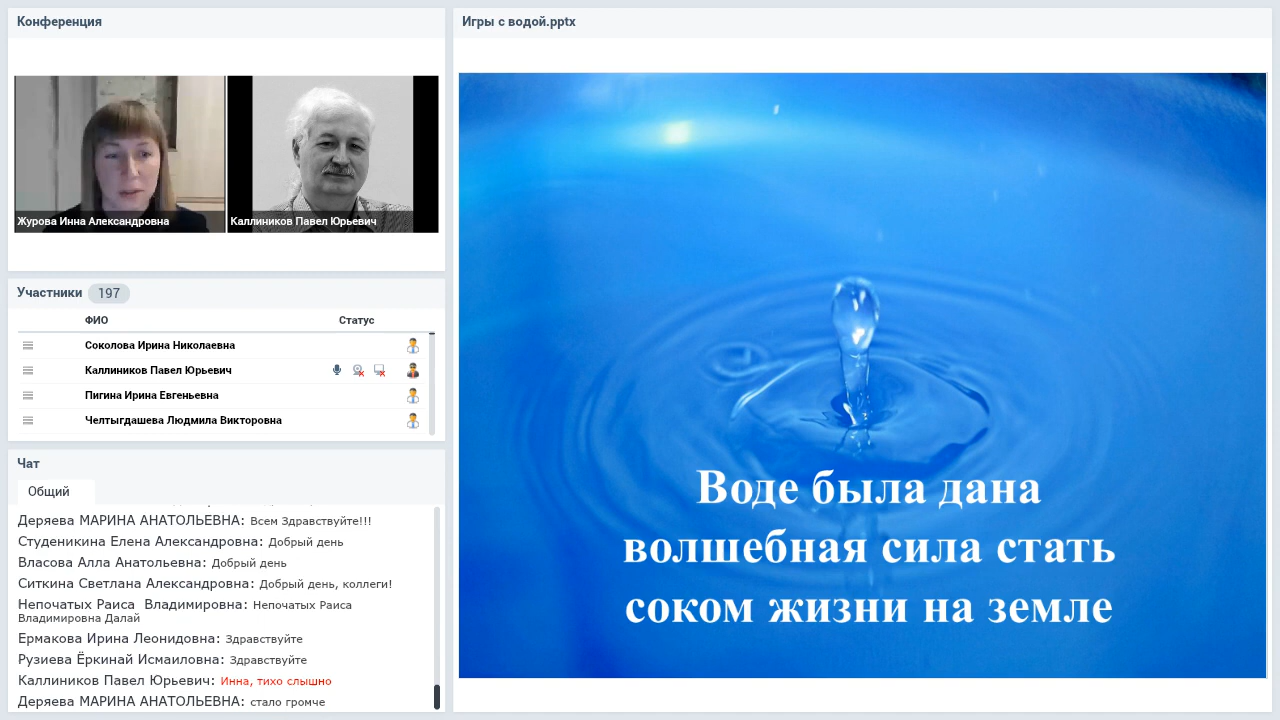 Конференция
Журова Инна Александровна
Каллиников Павел Юрьевич
Участники 197
ФИО Статус
Соколова Ирина Николаевна
Каллиников Павел Юрьевич
Пигина Ирина Евгеньевна
Челтыгдашева Людмила Викторовна
Чат
Общий
Деряева МАРИНА АНАТОЛЬЕВНА: Всем Здравствуйте!!!
Студеникина Елена Александровна: Добрый день
Власова Алла Анатольевна: Добрый день
Ситкина Светлана Александровна: Добрый день, коллеги!
Непочатых Раиса Владимировна: Непочатых Раиса
Владимировна Далай
Ермакова Ирина Леонидовна: Здравствуйте
Рузиева Ёркинай Исмаиловна: Здравствуйте
Каллиников Павел Юрьевич: Инна, тихо слышно
Деряева МАРИНА АНАТОЛЬЕВНА: стало громче
Игры с водой.pptx
Воде была дана
волшебная сила стать
соком жизни на земле